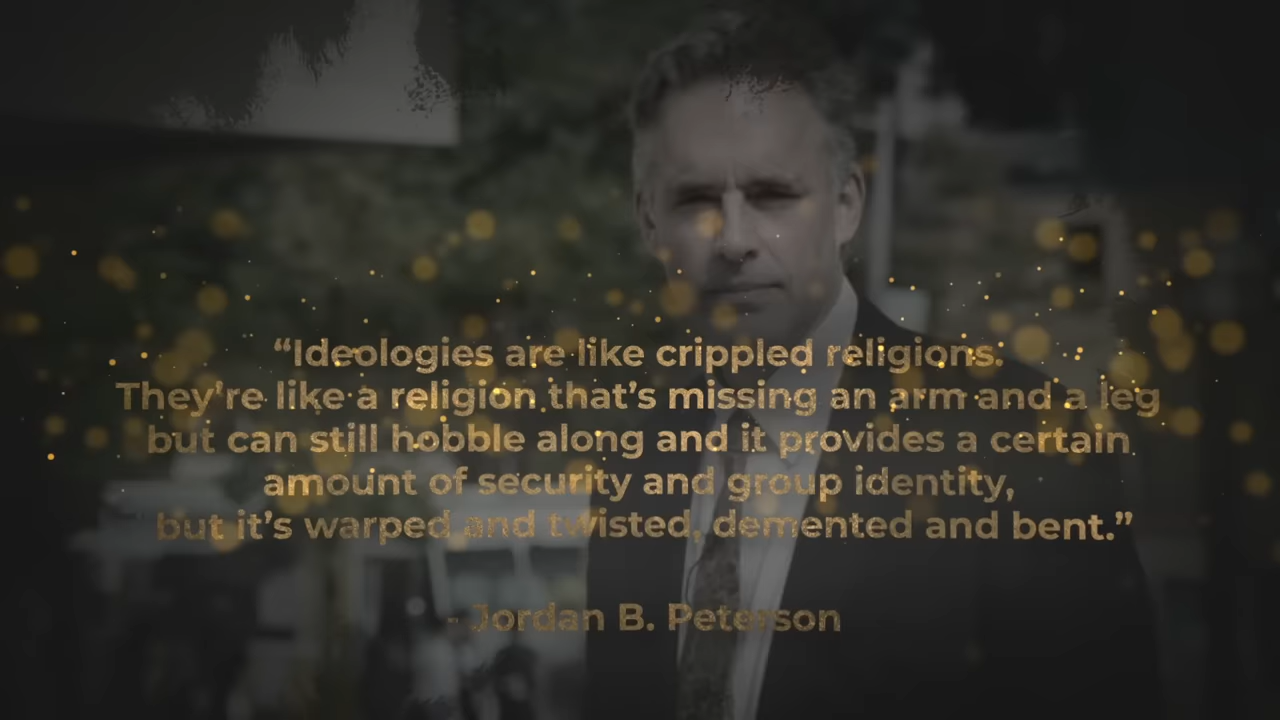 “Ideologies are like crippled religions.
They’re like a religion that’s missing an arm and a leg
but can still hobble along and it provides a certain
amount of security and group identity,
but it’s warped and twisted, demented and bent.”
- Jordan B. Peterson